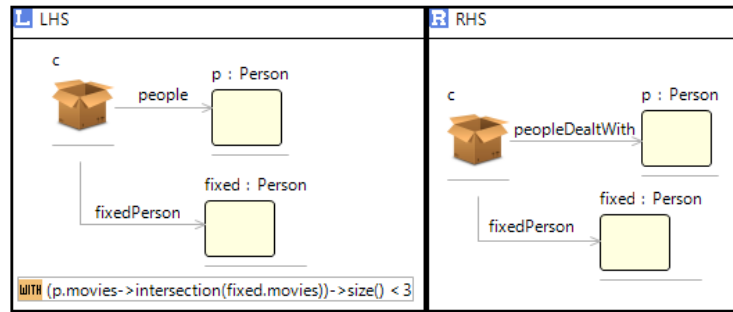 L LHS
c
p : Person
people
fixed : Person
fixedPerson
WITH (p.movies->intersection(fixed.movies))->size() < 3
R RHS
c
p : Person
peopleDealtWith
fixed : Person
fixedPerson